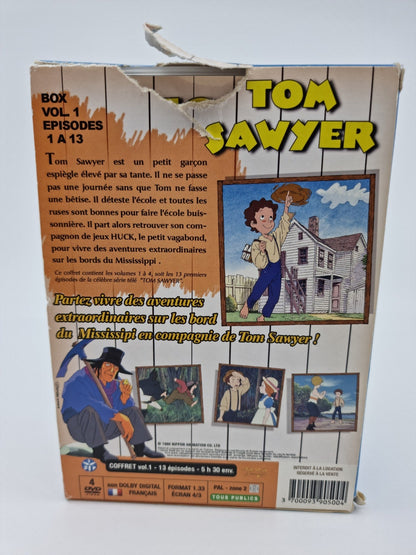 BOX
VOL. 1
EPISODES
1 A 13
TOM
SAWYER
Tom Sawyer est un petit garçon
espiègle élevé par sa tante. Il ne se passe
pas une journée sans que Tom ne fasse
une bêtise. Il déteste l'école et toutes
les ruses sont bonnes pour faire l'école buis-
sonnière. Il part alors retrouver son com-
pagnon de jeux HUCK, le petit vagabond,
pour vivre des aventures extraordinaires
sur les bords du Mississippi .
Ce coffret contient les volumes 1 à 4, soit les 13 premiers
épisodes de la célèbre série télé "TOM SAWYER"
Partez vivre des aventures
extraordinaires sur les bord
du Mississipi en compagnie de Tom Sawyer !
© 1980 NIPPON ANIMATION CO. LTD
COFFRET vol.1 - 13 épisodes - 5 h 30 env.
4
DVD
DOLBY DIGITAL
FRANÇAIS
FORMAT 1.33
ÉCRAN 4/3
PAL - zone 2
TOUS PUBLICS
INTERDIT À LA LOCATION
RÉSERVÉ À LA VENTE
3 700093 905004